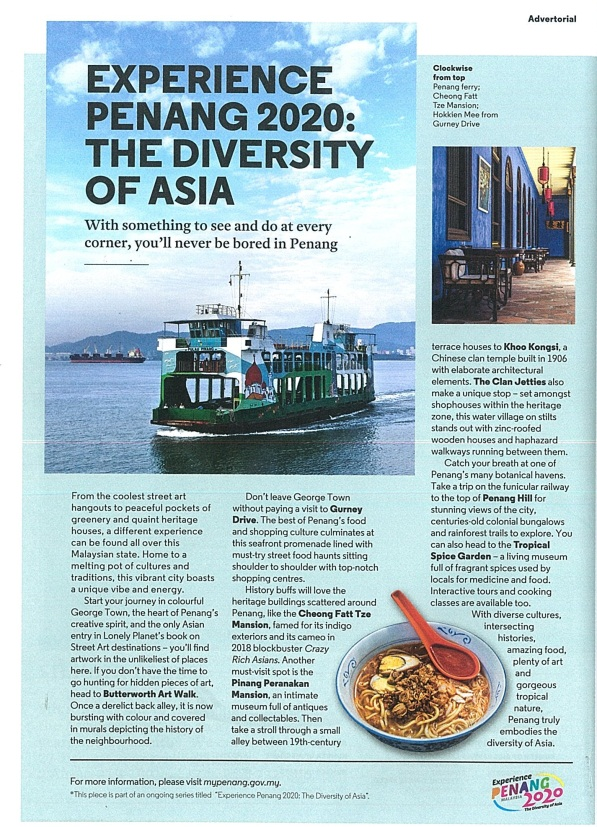 Advertorial
EXPERIENCE
PENANG 2020:
THE DIVERSITY
OF ASIA
With something to see and do at every
corner, you'll never be bored in Penang
Clockwise
from top
Penang ferry;
Cheong Fatt
Tze Mansion;
Hokkien Mee from
Gurney Drive
From the coolest street art
hangouts to peaceful pockets of
greenery and quaint heritage
houses, a different experience
can be found all over this
Malaysian state. Home to a
melting pot of cultures and
traditions, this vibrant city boasts
a unique vibe and energy.
Start your journey in colourful
George Town, the heart of Penang's
creative spirit, and the only Asian
entry in Lonely Planet's book on
Street Art destinations – you'll find
artwork in the unlikeliest of places
here. If you don't have the time to
go hunting for hidden pieces of art,
head to Butterworth Art Walk.
Once a derelict back alley, it is now
bursting with colour and covered
in murals depicting the history of
the neighbourhood.
Don't leave George Town
without paying a visit to Gurney
Drive. The best of Penang's food
and shopping culture culminates at
this seafront promenade lined with
must-try street food haunts sitting
shoulder to shoulder with top-notch
shopping centres.
History buffs will love the
heritage buildings scattered around
Penang, like the Cheong Fatt Tze
Mansion, famed for its indigo
exteriors and its cameo in
2018 blockbuster Crazy
Rich Asians. Another
must-visit spot is the
Pinang Peranakan
Mansion, an intimate
museum full of antiques
and collectables. Then
take a stroll through a small
alley between 19th-century
terrace houses to Khoo Kongsi, a
Chinese clan temple built in 1906
with elaborate architectural
elements. The Clan Jetties also
make a unique stop – set amongst
shophouses within the heritage
zone, this water village on stilts
stands out with zinc-roofed
wooden houses and haphazard
walkways running between them.
Catch your breath at one of
Penang's many botanical havens.
Take a trip on the funicular railway
to the top of Penang Hill for
stunning views of the city,
centuries-old colonial bungalows
and rainforest trails to explore. You
can also head to the Tropical
Spice Garden – a living museum
full of fragrant spices used by
locals for medicine and food.
Interactive tours and cooking
classes are available too.
With diverse cultures,
intersecting
histories,
amazing food,
plenty of art
and
gorgeous
tropical
nature,
Penang truly
embodies the
diversity of Asia.
For more information, please visit mypenang.gov.my.
*This piece is part of an ongoing series titled "Experience Penang 2020: The Diversity of Asia".
Experience
PENANG
MALAYSIA 2020
The Diversity of Asia